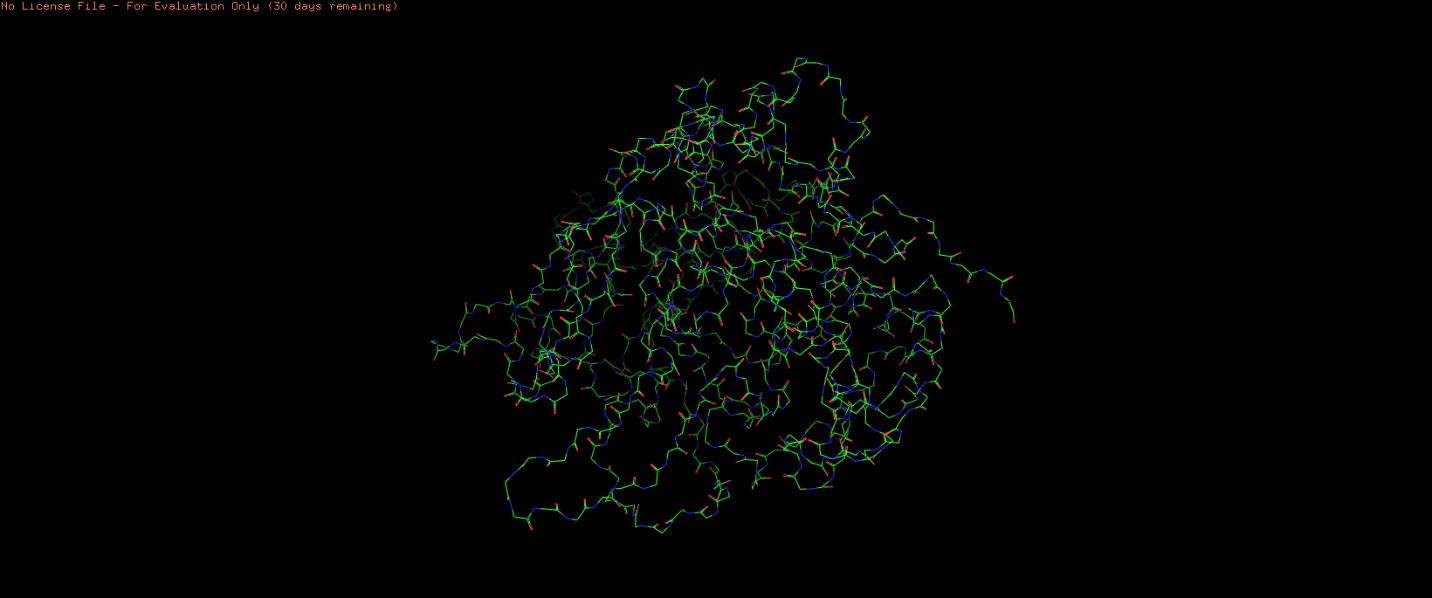 No License File - For Evaluation Only (30 days remaining)